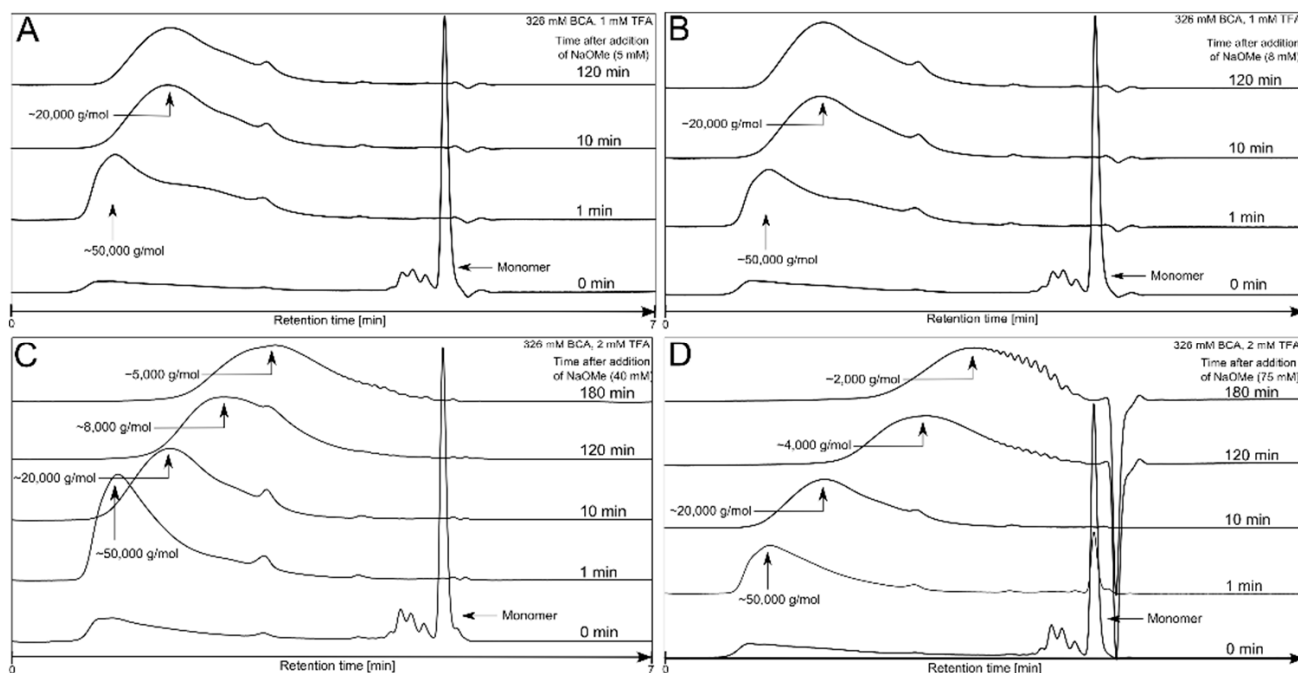 A
326 mM BCA, 1 mM TFA
Time after addition
of NaOMe (5 mM)
120 min
~20,000 g/mol
10 min
1 min
~50,000 g/mol
Monomer
0 min
0
Retention time [min]
7
B
326 mM BCA, 1 mM TFA
Time after addition
of NaOMe (8 mM)
120 min
~20,000 g/mol
10 min
1 min
~50,000 g/mol
Monomer
0 min
0
Retention time [min]
C
326 mM BCA, 2 mM TFA
Time after addition
of NaOMe (40 mM)
~5,000 g/mol
180 min
~8,000 g/mol
120 min
~20,000 g/mol
10 min
~50,000 g/mol
1 min
Monomer
0 min
0
Retention time [min]
7
D
326 mM BCA, 2 mM TFA
Time after addition
of NaOMe (75 mM)
~2,000 g/mol
180 min
~4,000 g/mol
120 min
~20,000 g/mol
10 min
1 min
~50,000 g/mol
Monomer
0 min
0
Retention time [min]